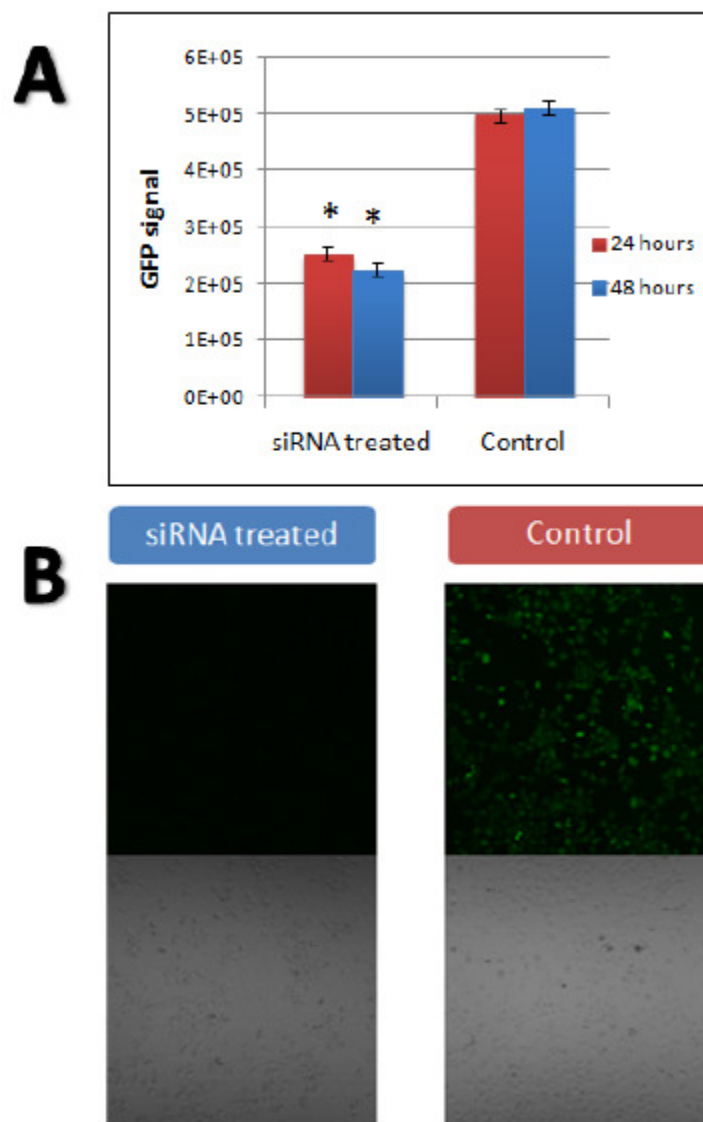 A
6E+05
5E+05
4E+05
3E+05
2E+05
1E+05
0E+00
GFP signal
* *
24 hours
48 hours
siRNA treated Control
B
siRNA treated Control